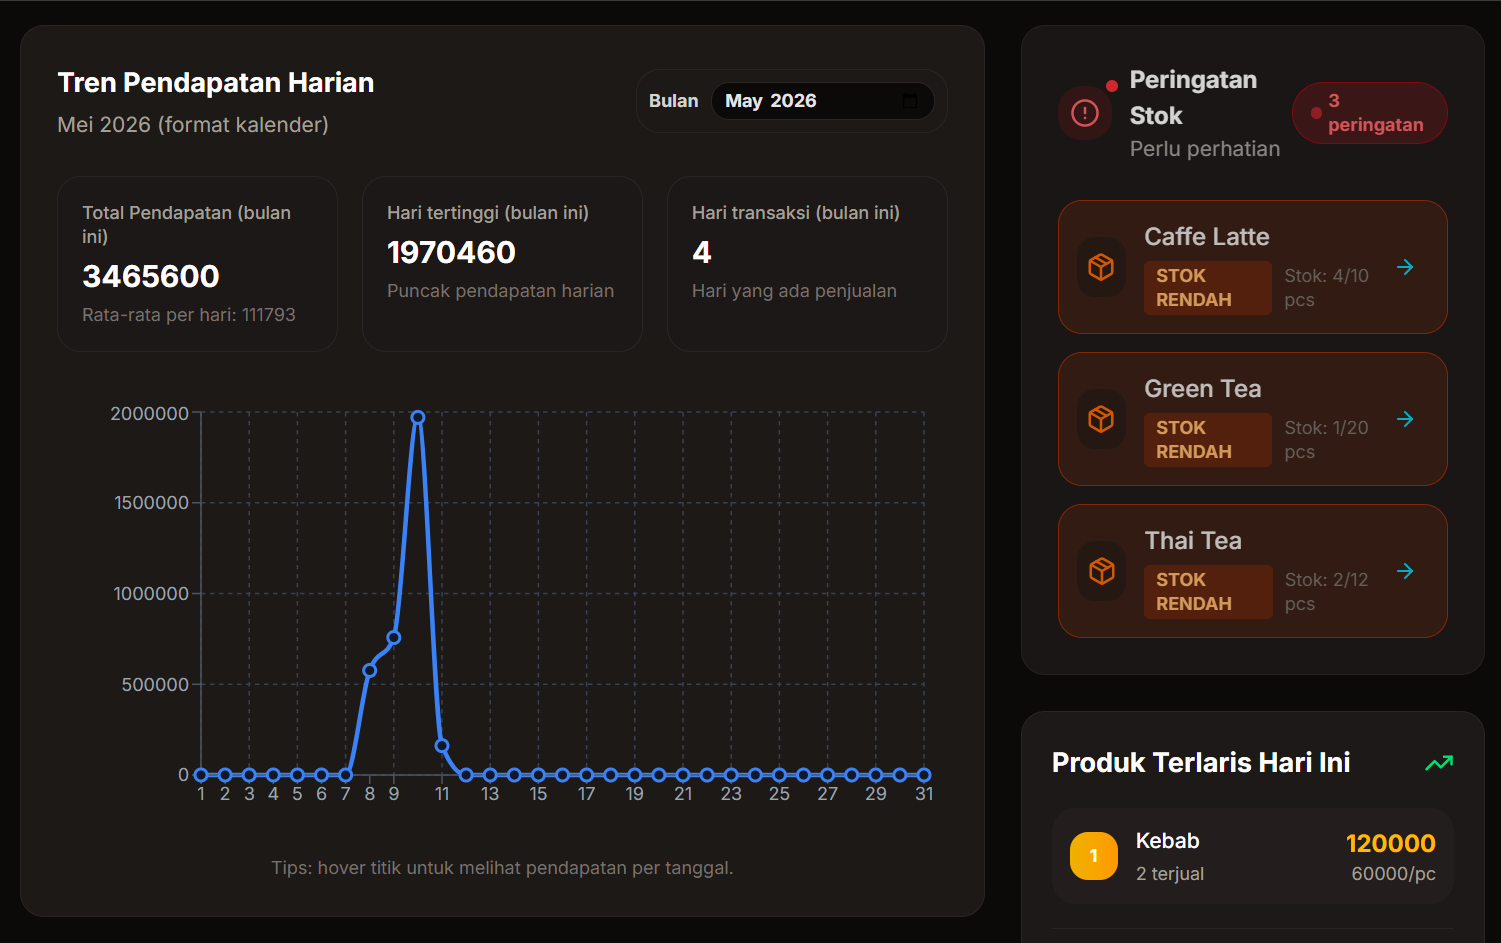 Tren Pendapatan Harian
Mei 2026 (format kalender)
Bulan
May 2026
Total Pendapatan (bulan
ini)
3465600
Rata-rata per hari: 111793
Hari tertinggi (bulan ini)
1970460
Puncak pendapatan harian
Hari transaksi (bulan ini)
4
Hari yang ada penjualan
2000000
1500000
1000000
500000
0
1 2 3 4 5 6 7 8 9 11 13 15 17 19 21 23 25 27 29 31
Tips: hover titik untuk melihat pendapatan per tanggal.
Peringatan
Stok
Perlu perhatian
3
peringatan
Caffe Latte
STOK
RENDAH
Stok: 4/10
pcs
Green Tea
STOK
RENDAH
Stok: 1/20
pcs
Thai Tea
STOK
RENDAH
Stok: 2/12
pcs
Produk Terlaris Hari Ini
1
Kebab
2 terjual
120000
60000/pc